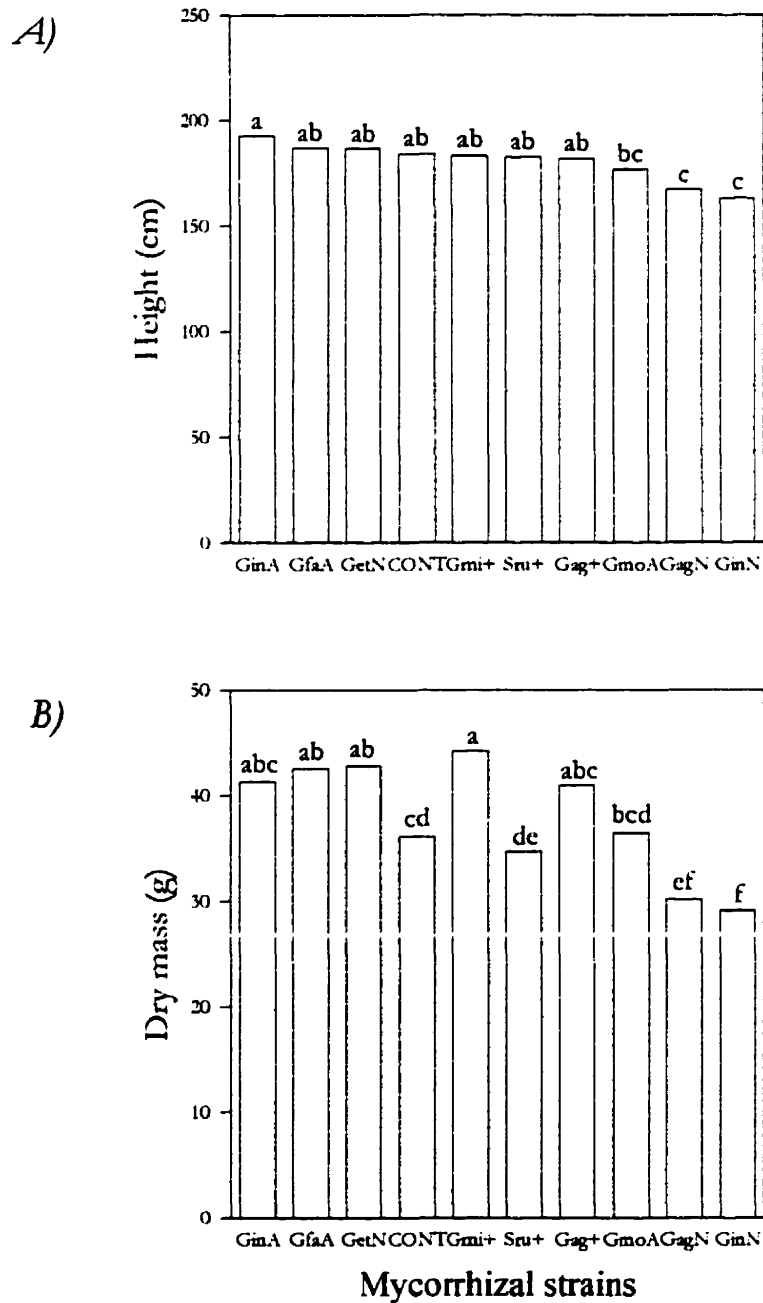 A)
250
200
150
100
50
0
Height (cm)
a ab ab ab ab ab ab bc c c
GinA GfaA GetN CONT Gmi+ Sru+ Gag+ GmoA GagN GinN
B)
50
40
30
20
10
0
Dry mass (g)
abc ab ab cd a de abc bcd ef f
GinA GfaA GetN CONT Gmi+ Sru+ Gag+ GmoA GagN GinN
Mycorrhizal strains